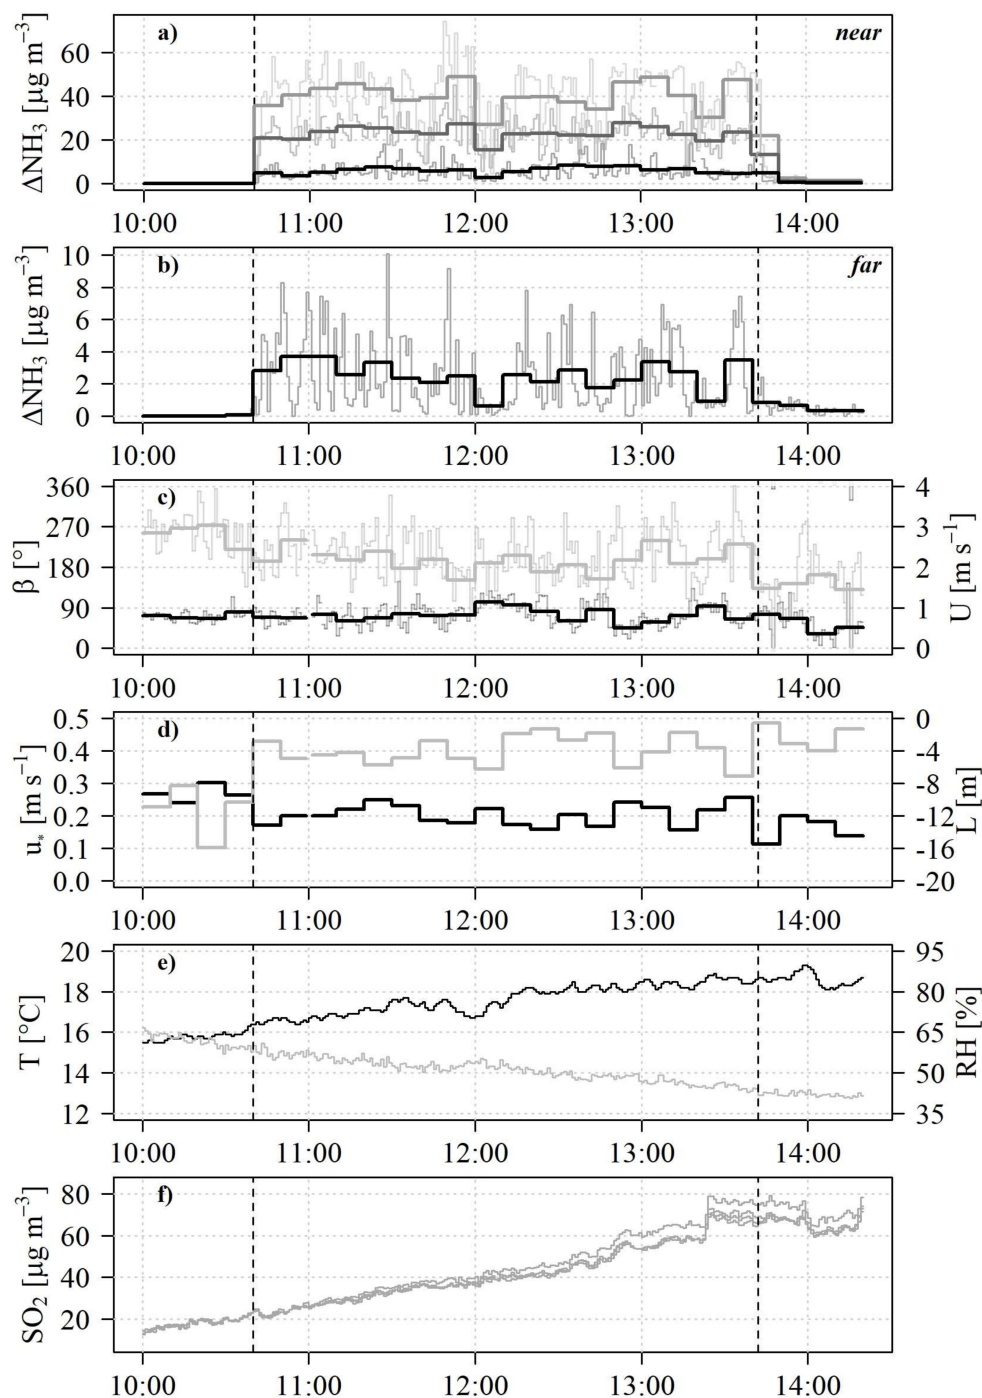 a)
near
ΔNH₃ [µg m⁻³]
60
40
20
0
10:00 11:00 12:00 13:00 14:00
b)
far
ΔNH₃ [µg m⁻³]
10
8
6
4
2
0
10:00 11:00 12:00 13:00 14:00
c)
β [°]
360
270
180
90
0
U [m s⁻¹]
4
3
2
1
0
10:00 11:00 12:00 13:00 14:00
d)
u* [m s⁻¹]
0.5
0.4
0.3
0.2
0.1
0.0
L [m]
0
-4
-8
-12
-16
-20
10:00 11:00 12:00 13:00 14:00
e)
T [°C]
20
18
16
14
12
RH [%]
95
80
65
50
35
10:00 11:00 12:00 13:00 14:00
f)
SO₂ [µg m⁻³]
80
60
40
20
10:00 11:00 12:00 13:00 14:00